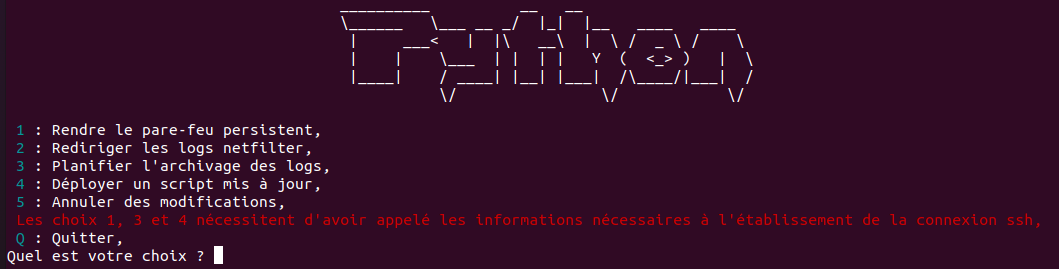 Python
1 : Rendre le pare-feu persistent,
2 : Rediriger les logs netfilter,
3 : Planifier l'archivage des logs,
4 : Déployer un script mis à jour,
5 : Annuler des modifications,
Les choix 1, 3 et 4 nécessitent d'avoir appelé les informations nécessaires à l'établissement de la connexion ssh,
Q : Quitter,
Quel est votre choix ?